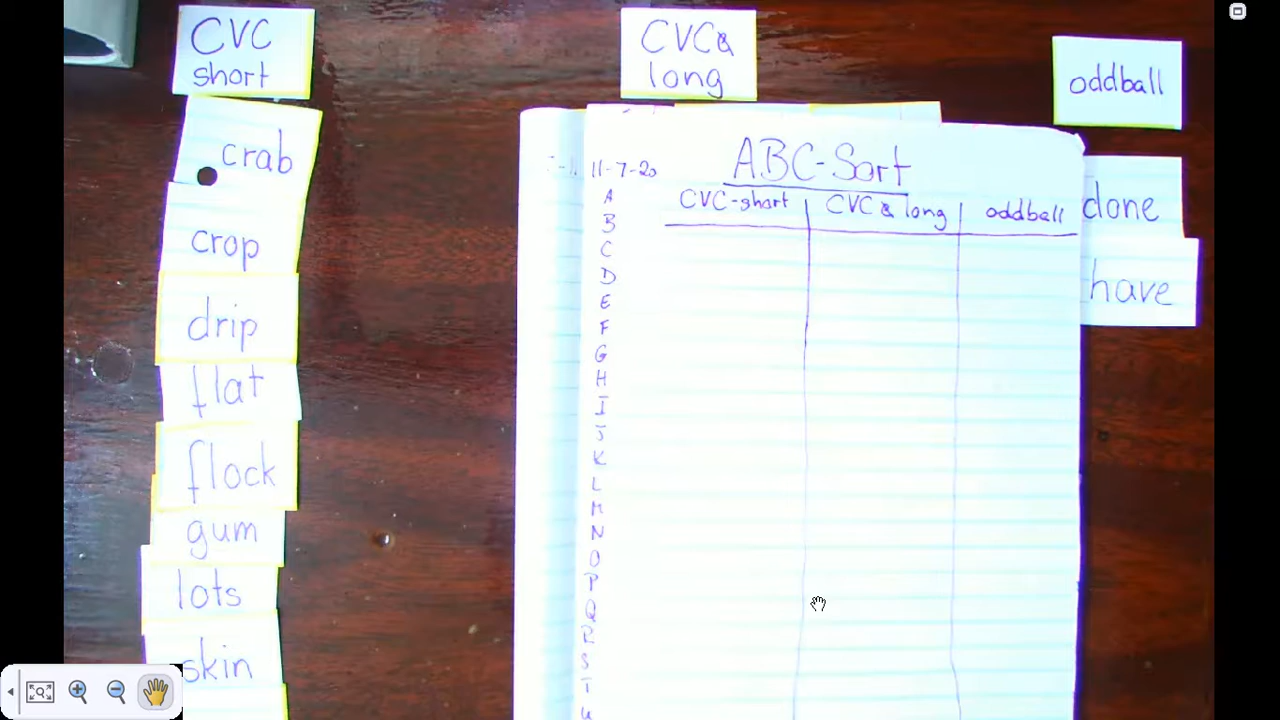 CVC
short
crab
crop
drip
flat
flock
gum
lots
skin
CVCe
long
oddball
done
have
11-7-20
ABC-Sort
CVC-short
CVCe long
oddball
A
B
C
D
E
F
G
H
I
J
K
L
M
N
O
P
Q
R
S
T
U